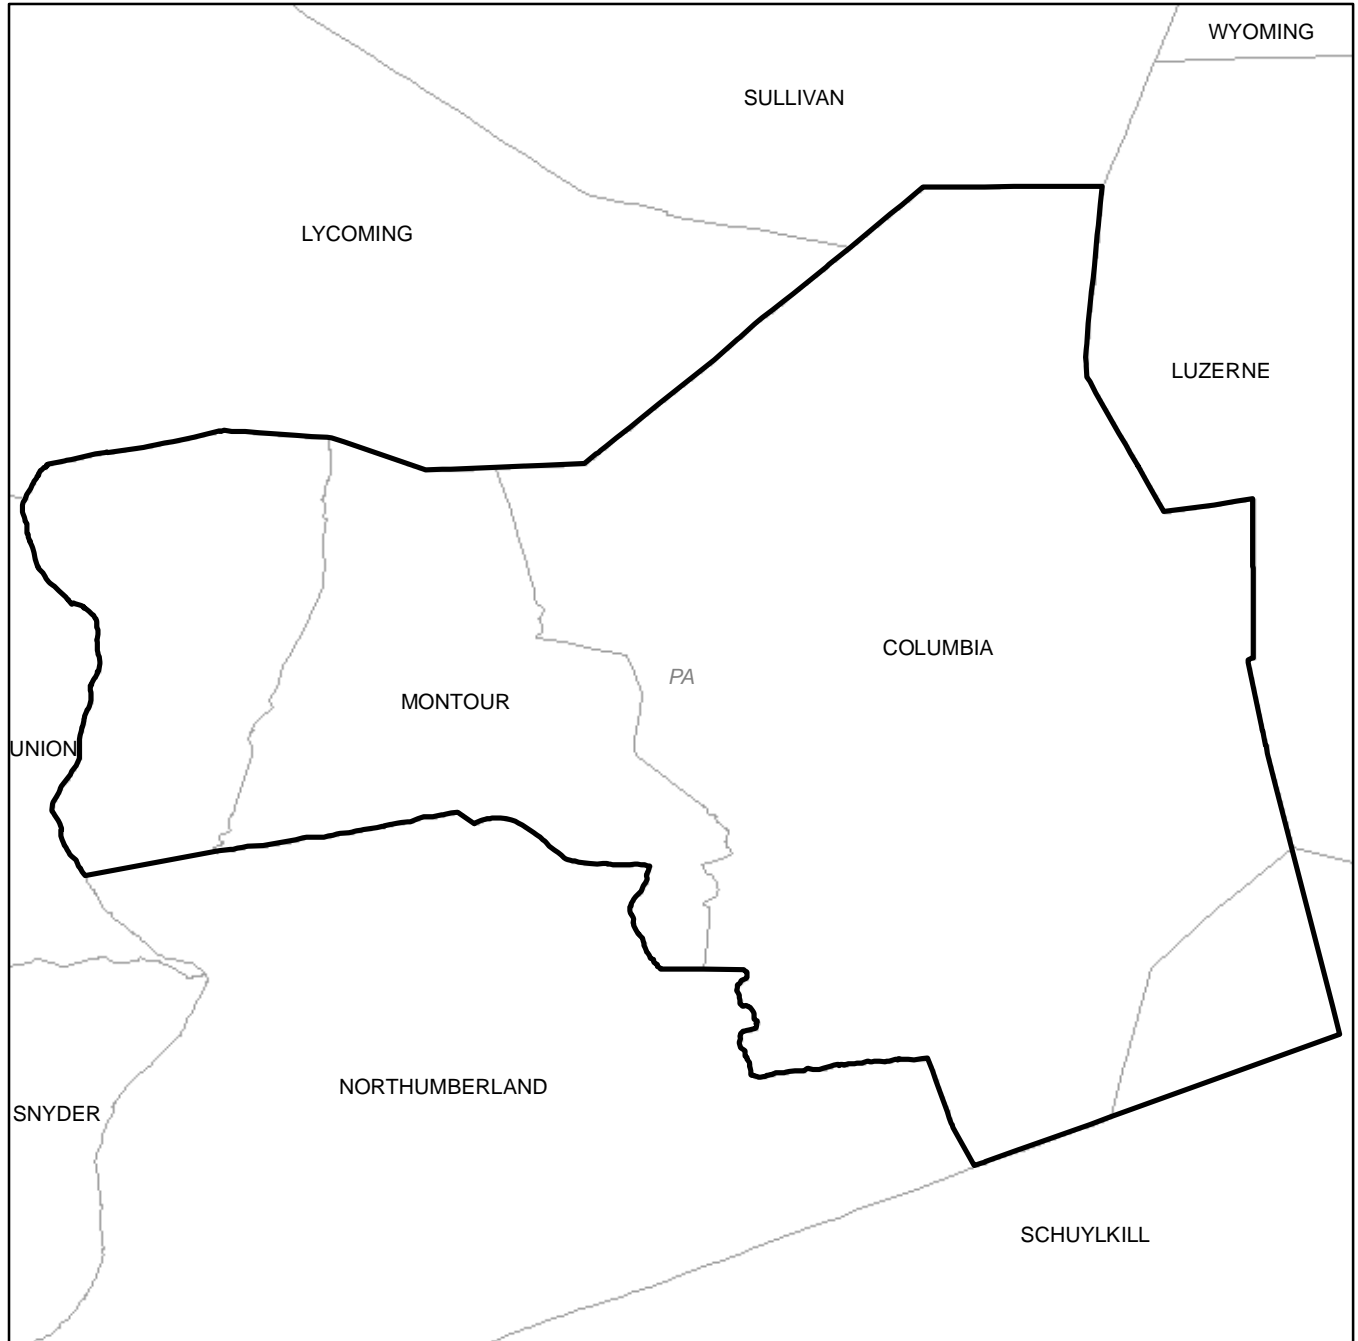 WYOMING
SULLIVAN
LYCOMING
LUZERNE
COLUMBIA
PA
MONTOUR
UNION
NORTHUMBERLAND
SNYDER
SCHUYLKILL